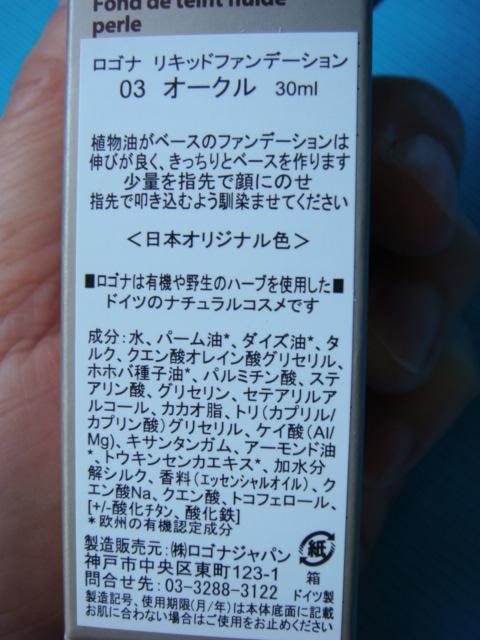 Fond de teint fluide
perle
ロゴナ リキッドファンデーション
03 オークル 30ml
植物油がベースのファンデーションは
伸びが良く、きっちりとベースを作ります
少量を指先で顔にのせ
指先で叩き込むよう馴染ませてください
＜日本オリジナル色＞
■ロゴナは有機や野生のハーブを使用した■
ドイツのナチュラルコスメです
成分：水、パーム油*、ダイズ油*、タ
ルク、クエン酸オレイン酸グリセリル、
ホホバ種子油*、パルミチン酸、ステ
アリン酸、グリセリン、セテアリルア
ルコール、カカオ脂、トリ（カプリル/
カプリン酸）グリセリル、ケイ酸（Al/
Mg）、キサンタンガム、アーモンド油
*、トウキンセンカエキス*、加水分
解シルク、香料（エッセンシャルオイル）、ク
エン酸Na、クエン酸、トコフェロール、
[+/-酸化チタン、酸化鉄]
*欧州の有機認定成分
製造販売元：㈱ロゴナジャパン
神戸市中央区東町123-1
問合せ先：03-3288-3122
紙
箱
ドイツ製
製造記号、使用期限（月/年）は本体底面に記載
お肌に合わない場合はご使用をお止めください